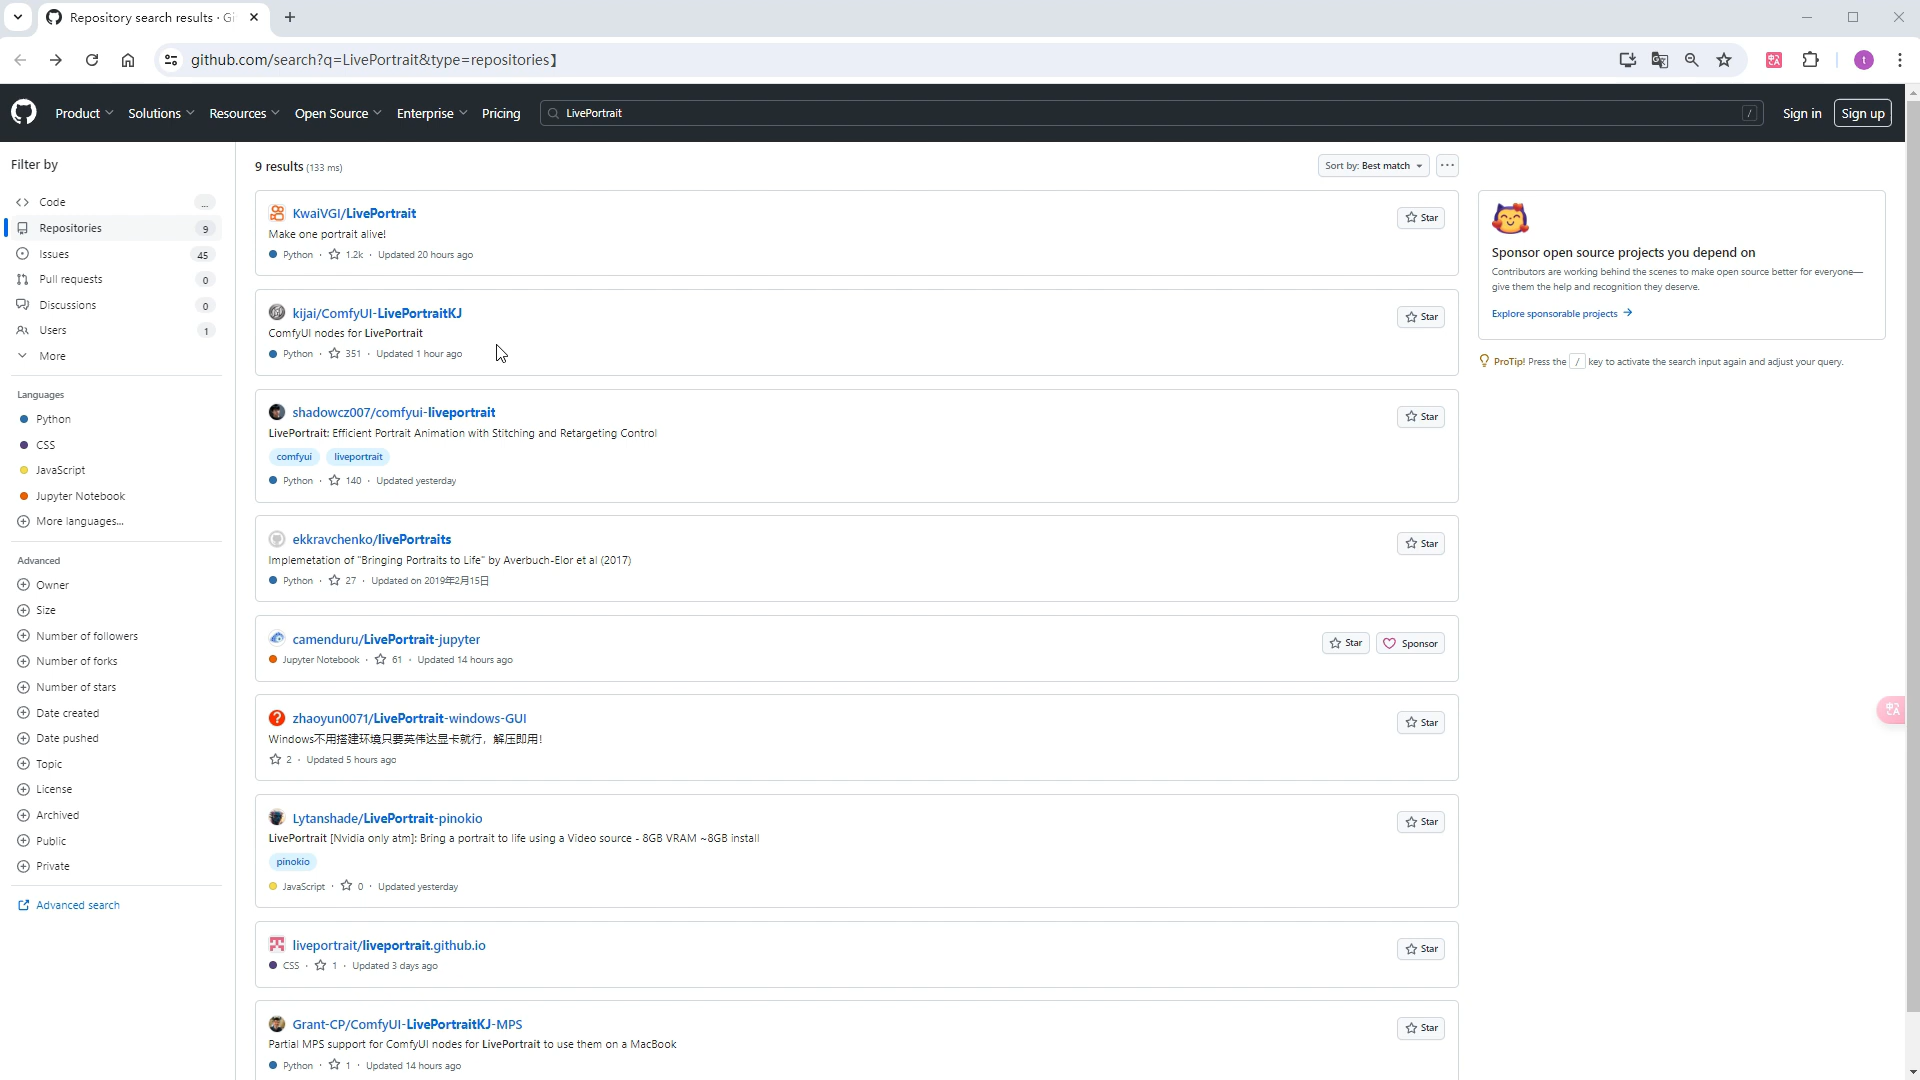 Repository search results · Gi
github.com/search?q=LivePortrait&type=repositories】
t
Product
Solutions
Resources
Open Source
Enterprise
Pricing
LivePortrait
/
Sign in
Sign up
Filter by
Code
...
Repositories
9
Issues
45
Pull requests
0
Discussions
0
Users
1
More
Languages
Python
CSS
JavaScript
Jupyter Notebook
More languages...
Advanced
Owner
Size
Number of followers
Number of forks
Number of stars
Date created
Date pushed
Topic
License
Archived
Public
Private
Advanced search
9 results (133 ms)
Sort by: Best match
KwaiVGI/LivePortrait
Star
Make one portrait alive!
Python · 1.2k · Updated 20 hours ago
kijai/ComfyUI-LivePortraitKJ
Star
ComfyUI nodes for LivePortrait
Python · 351 · Updated 1 hour ago
shadowcz007/comfyui-liveportrait
Star
LivePortrait: Efficient Portrait Animation with Stitching and Retargeting Control
comfyui liveportrait
Python · 140 · Updated yesterday
ekkravchenko/livePortraits
Star
Implemetation of "Bringing Portraits to Life" by Averbuch-Elor et al (2017)
Python · 27 · Updated on 2019年2月15日
camenduru/LivePortrait-jupyter
Star
Sponsor
Jupyter Notebook · 61 · Updated 14 hours ago
zhaoyun0071/LivePortrait-windows-GUI
Star
Windows不用搭建环境只要英伟达显卡就行，解压即用！
2 · Updated 5 hours ago
Lytanshade/LivePortrait-pinokio
Star
LivePortrait [Nvidia only atm]: Bring a portrait to life using a Video source - 8GB VRAM ~8GB install
pinokio
JavaScript · 0 · Updated yesterday
liveportrait/liveportrait.github.io
Star
CSS · 1 · Updated 3 days ago
Grant-CP/ComfyUI-LivePortraitKJ-MPS
Star
Partial MPS support for ComfyUI nodes for LivePortrait to use them on a MacBook
Python · 1 · Updated 14 hours ago
Sponsor open source projects you depend on
Contributors are working behind the scenes to make open source better for everyone—
give them the help and recognition they deserve.
Explore sponsorable projects
ProTip! Press the / key to activate the search input again and adjust your query.